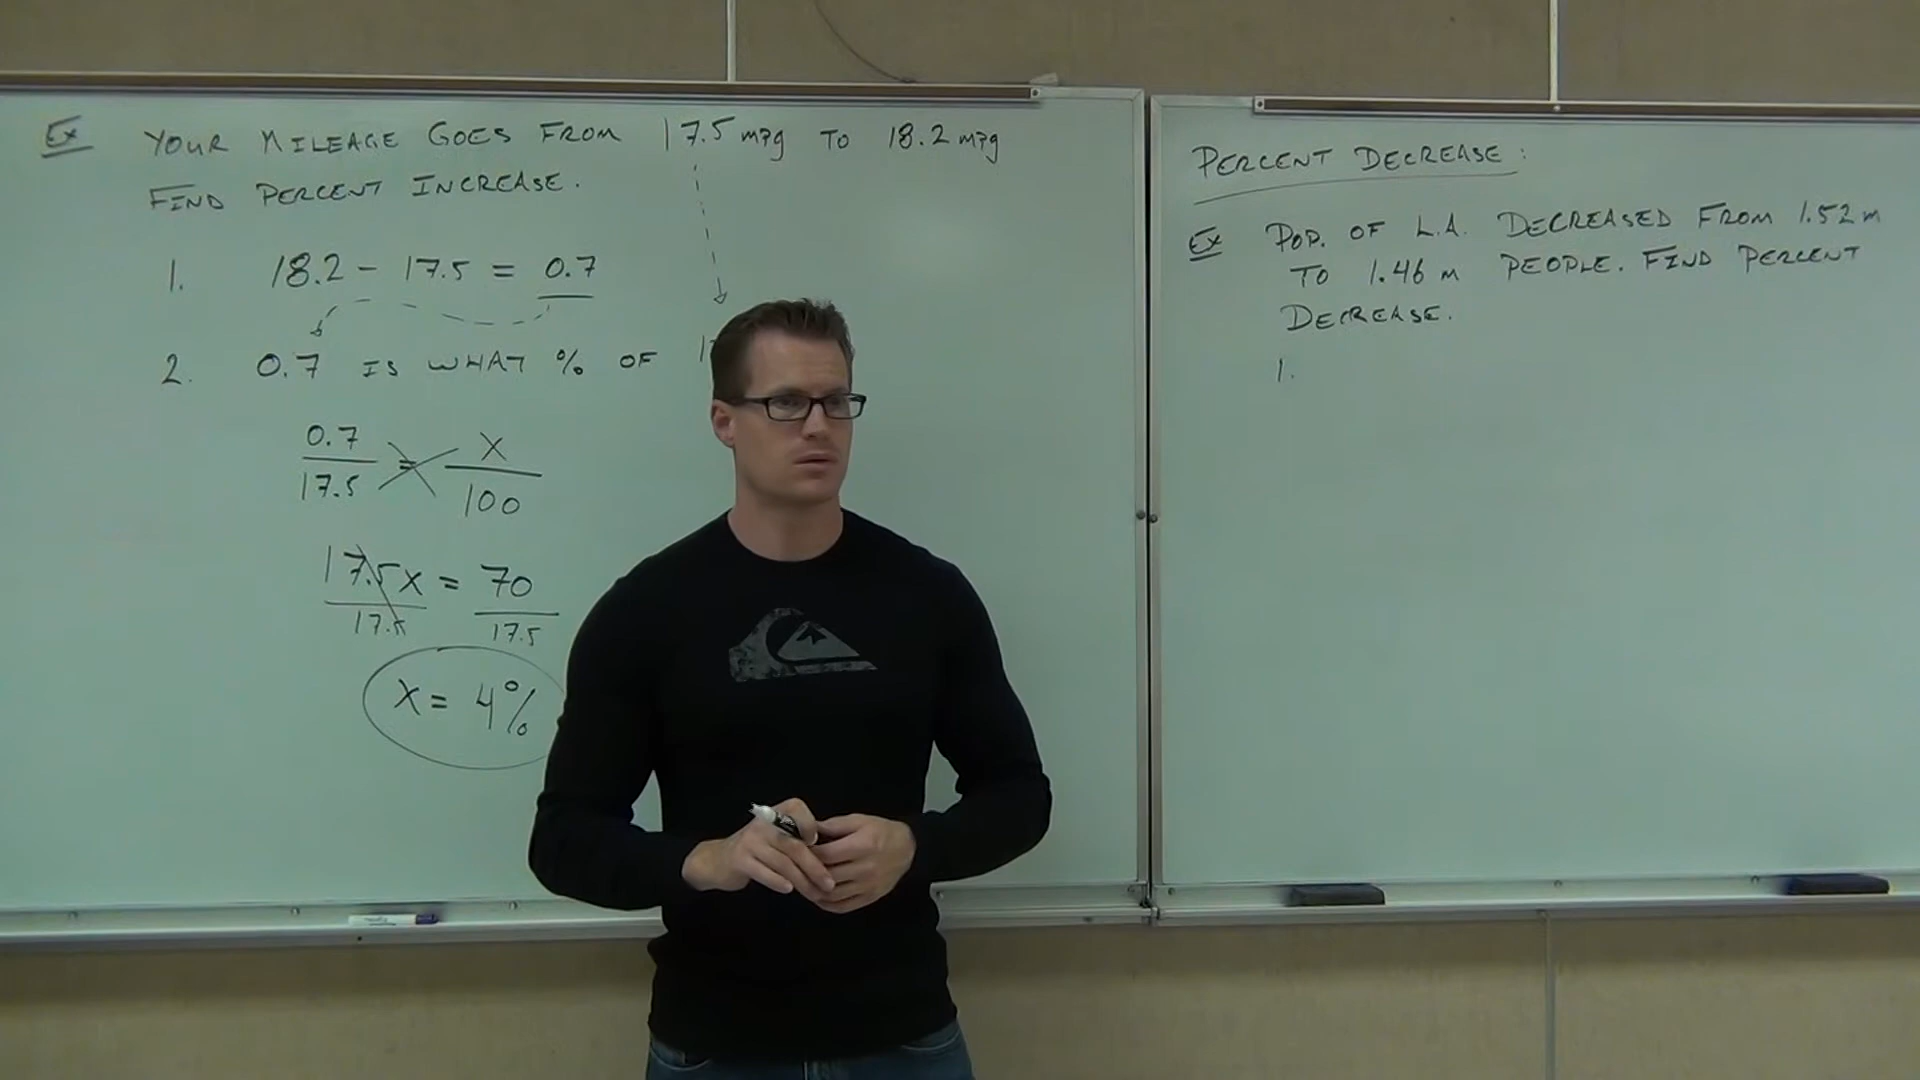 Ex YOUR MILEAGE GOES FROM 17.5 mpg TO 18.2 mpg
FIND PERCENT INCREASE.
1. 18.2 - 17.5 = 0.7
2. 0.7 IS WHAT % OF
0.7 = X
17.5 100
17.5x = 70
17.5 17.5
x = 4%
PERCENT DECREASE:
Ex POP. OF L.A. DECREASED FROM 1.52 m
TO 1.46 m PEOPLE. FIND PERCENT
DECREASE.
1.